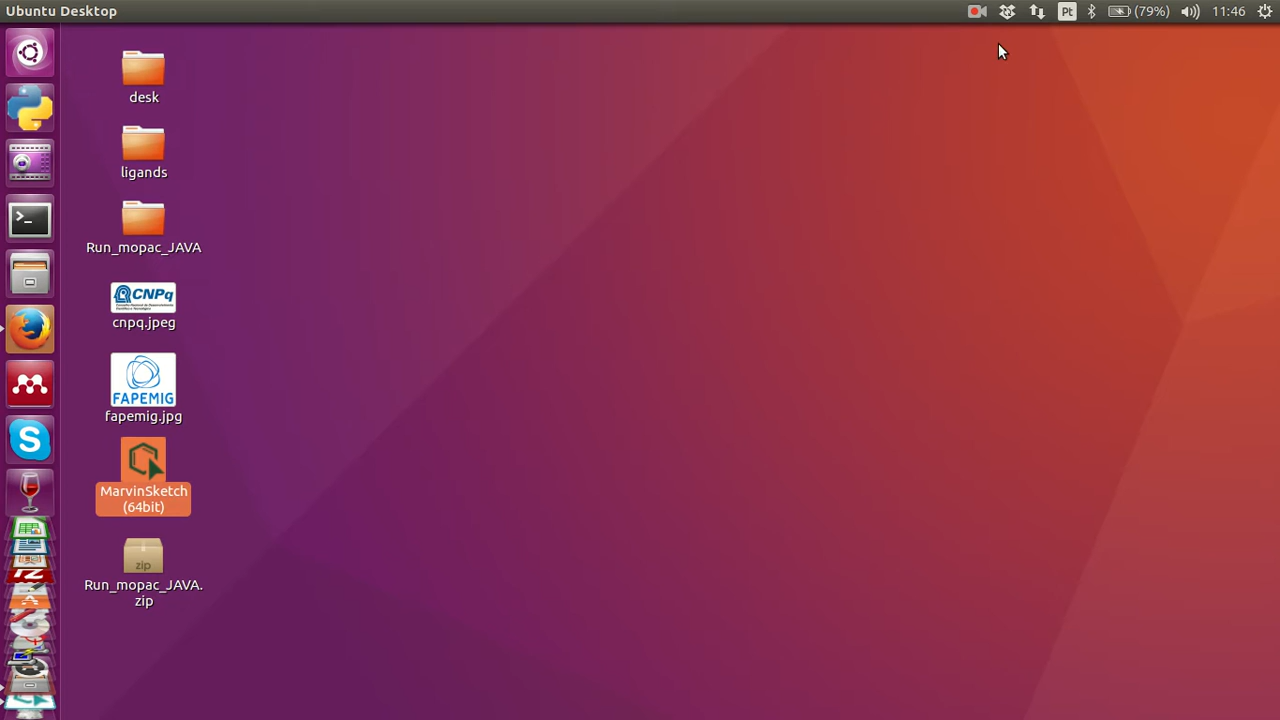 Ubuntu Desktop
Pt
(79%)
11:46
desk
ligands
Run_mopac_JAVA
CNPq
cnpq.jpeg
FAPEMIG
fapemig.jpg
MarvinSketch
(64bit)
zip
Run_mopac_JAVA.
zip